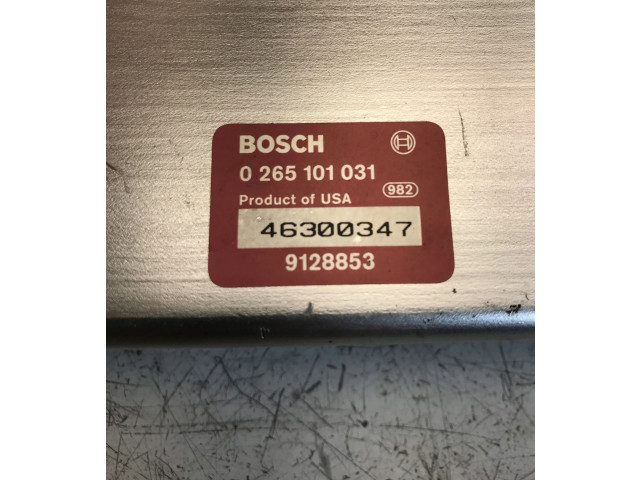 BOSCH
0 265 101 031
Product of USA 982
46300347
9128853